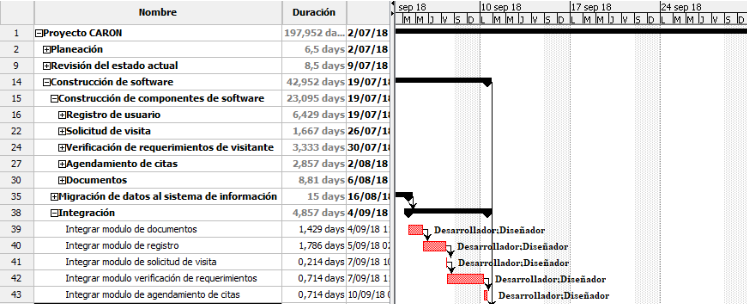 Nombre Duración sep 18 10 sep 18 17 sep 18 24 sep 18
M M J V S D L M M J V S D L M M J V S D L M M J V S D
1 Proyecto CARON 197,952 da... 2/07/18
2 Planeación 6,5 days 2/07/18
9 Revisión del estado actual 8,5 days 9/07/18
14 Construcción de software 42,952 days 19/07/18
15 Construcción de componentes de software 23,095 days 19/07/18
16 Registro de usuario 6,429 days 19/07/18
22 Solicitud de visita 1,667 days 26/07/18
24 Verificación de requerimientos de visitante 3,333 days 30/07/18
27 Agendamiento de citas 2,857 days 2/08/18
30 Documentos 8,81 days 6/08/18
35 Migración de datos al sistema de información 15 days 16/08/18
38 Integración 4,857 days 4/09/18
39 Integrar modulo de documentos 1,429 days 4/09/18 Desarrollador;Diseñador
40 Integrar modulo de registro 1,786 days 5/09/18 Desarrollador;Diseñador
41 Integrar modulo de solicitud de visita 0,214 days 7/09/18 Desarrollador;Diseñador
42 Integrar modulo verificación de requerimientos 0,714 days 7/09/18 Desarrollador;Diseñador
43 Integrar modulo de agendamiento de citas 0,714 days 10/09/18 Desarrollador;Diseñador